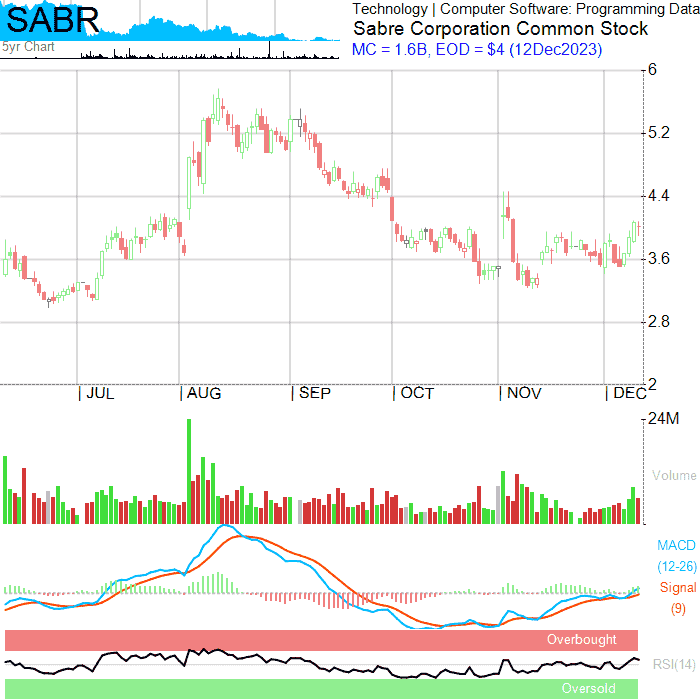 SABR
5yr Chart
Technology | Computer Software: Programming Data
Sabre Corporation Common Stock
MC = 1.6B, EOD = $4 (12Dec2023)
6
5.2
4.4
3.6
2.8
2
| JUL | AUG | SEP | OCT | NOV | DEC
24M
Volume
MACD
(12-26)
Signal
(9)
Overbought
RSI(14)
Oversold